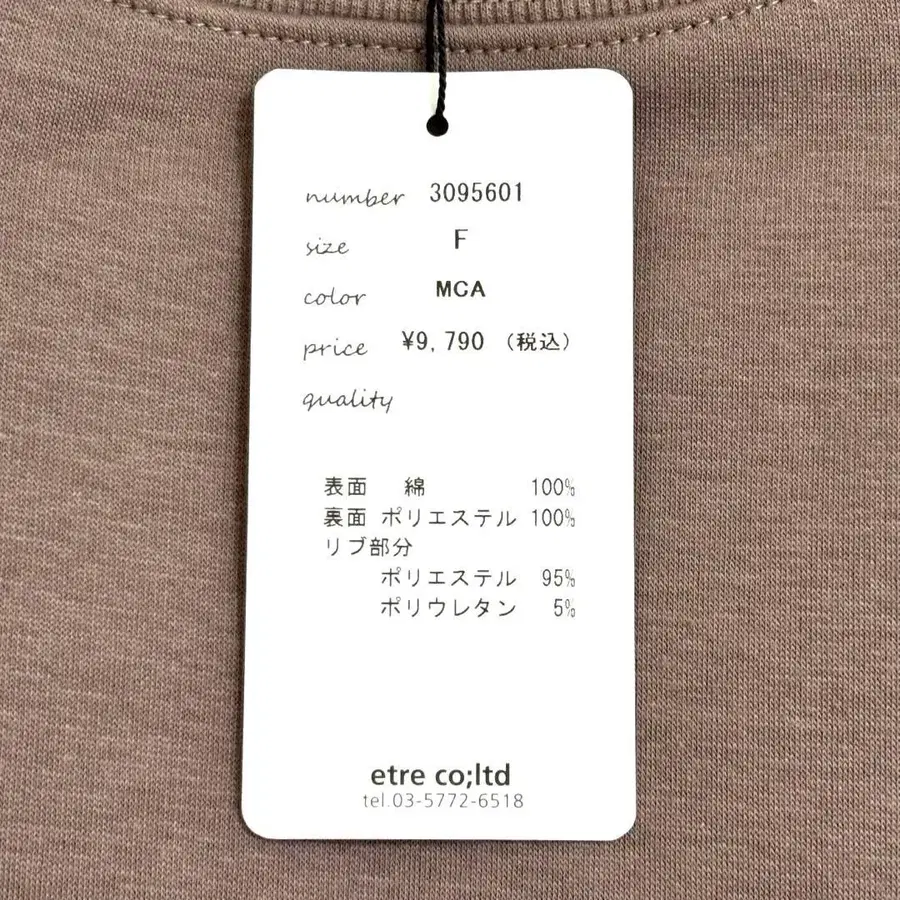 number 3095601
size F
color MCA
price ¥9,790 (税込)
quality
表面 綿 100%
裏面 ポリエステル 100%
リブ部分
ポリエステル 95%
ポリウレタン 5%
etre co;ltd
tel.03-5772-6518